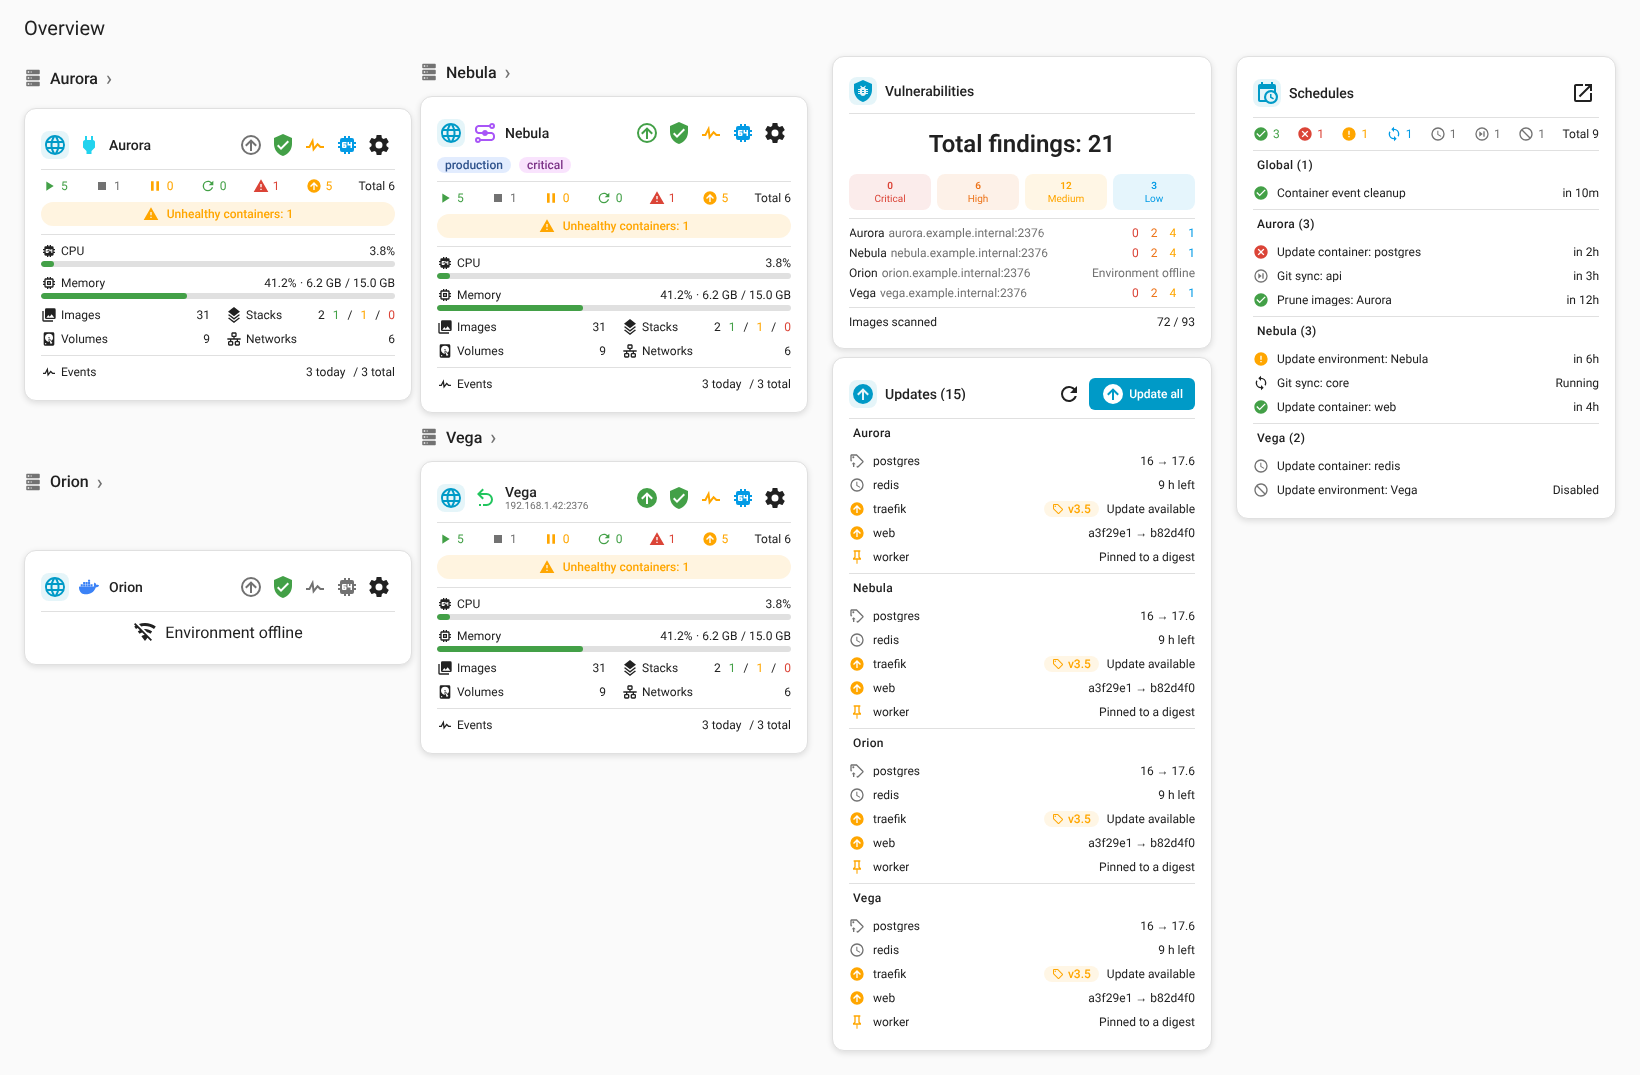 Overview
Aurora ›
Aurora
5 1 0 0 1 5 Total 6
Unhealthy containers: 1
CPU 3.8%
Memory 41.2% · 6.2 GB / 15.0 GB
Images 31 Stacks 2 1 / 1 / 0
Volumes 9 Networks 6
Events 3 today / 3 total
Orion ›
Orion
64
Environment offline
Nebula ›
Nebula
production critical
5 1 0 0 1 5 Total 6
Unhealthy containers: 1
CPU 3.8%
Memory 41.2% · 6.2 GB / 15.0 GB
Images 31 Stacks 2 1 / 1 / 0
Volumes 9 Networks 6
Events 3 today / 3 total
Vega ›
Vega
192.168.1.42:2376
5 1 0 0 1 5 Total 6
Unhealthy containers: 1
CPU 3.8%
Memory 41.2% · 6.2 GB / 15.0 GB
Images 31 Stacks 2 1 / 1 / 0
Volumes 9 Networks 6
Events 3 today / 3 total
Vulnerabilities
Total findings: 21
0 6 12 3
Critical High Medium Low
Aurora aurora.example.internal:2376 0 2 4 1
Nebula nebula.example.internal:2376 0 2 4 1
Orion orion.example.internal:2376 Environment offline
Vega vega.example.internal:2376 0 2 4 1
Images scanned 72 / 93
Updates (15) Update all
Aurora
postgres 16 → 17.6
redis 9 h left
traefik v3.5 Update available
web a3f29e1 → b82d4f0
worker Pinned to a digest
Nebula
postgres 16 → 17.6
redis 9 h left
traefik v3.5 Update available
web a3f29e1 → b82d4f0
worker Pinned to a digest
Orion
postgres 16 → 17.6
redis 9 h left
traefik v3.5 Update available
web a3f29e1 → b82d4f0
worker Pinned to a digest
Vega
postgres 16 → 17.6
redis 9 h left
traefik v3.5 Update available
web a3f29e1 → b82d4f0
worker Pinned to a digest
Schedules
3 1 1 1 1 1 1 Total 9
Global (1)
Container event cleanup in 10m
Aurora (3)
Update container: postgres in 2h
Git sync: api in 3h
Prune images: Aurora in 12h
Nebula (3)
Update environment: Nebula in 6h
Git sync: core Running
Update container: web in 4h
Vega (2)
Update container: redis
Update environment: Vega Disabled